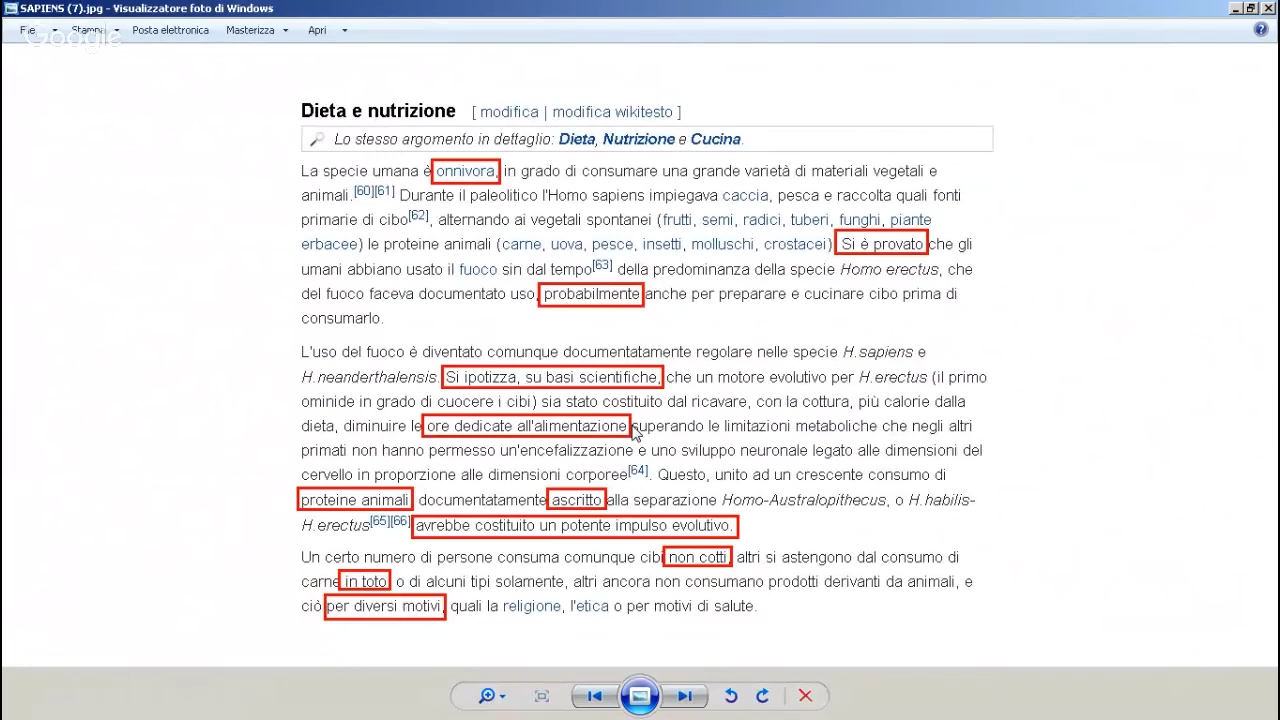 SAPIENS (7).jpg - Visualizzatore foto di Windows
File Stampa Posta elettronica Masterizza Apri
Google
Dieta e nutrizione [ modifica | modifica wikitesto ]
Lo stesso argomento in dettaglio: Dieta, Nutrizione e Cucina.
La specie umana è onnivora, in grado di consumare una grande varietà di materiali vegetali e
animali.[60][61] Durante il paleolitico l'Homo sapiens impiegava caccia, pesca e raccolta quali fonti
primarie di cibo[62], alternando ai vegetali spontanei (frutti, semi, radici, tuberi, funghi, piante
erbacee) le proteine animali (carne, uova, pesce, insetti, molluschi, crostacei) Si è provato che gli
umani abbiano usato il fuoco sin dal tempo[63] della predominanza della specie Homo erectus, che
del fuoco faceva documentato uso, probabilmente anche per preparare e cucinare cibo prima di
consumarlo.
L'uso del fuoco è diventato comunque documentatamente regolare nelle specie H.sapiens e
H.neanderthalensis. Si ipotizza, su basi scientifiche, che un motore evolutivo per H.erectus (il primo
ominide in grado di cuocere i cibi) sia stato costituito dal ricavare, con la cottura, più calorie dalla
dieta, diminuire le ore dedicate all'alimentazione superando le limitazioni metaboliche che negli altri
primati non hanno permesso un'encefalizzazione e uno sviluppo neuronale legato alle dimensioni del
cervello in proporzione alle dimensioni corporee[64]. Questo, unito ad un crescente consumo di
proteine animali documentatamente ascritto alla separazione Homo-Australopithecus, o H.habilis-
H.erectus[65][66] avrebbe costituito un potente impulso evolutivo.
Un certo numero di persone consuma comunque cibi non cotti, altri si astengono dal consumo di
carne in toto, o di alcuni tipi solamente, altri ancora non consumano prodotti derivanti da animali, e
ciò per diversi motivi, quali la religione, l'etica o per motivi di salute.